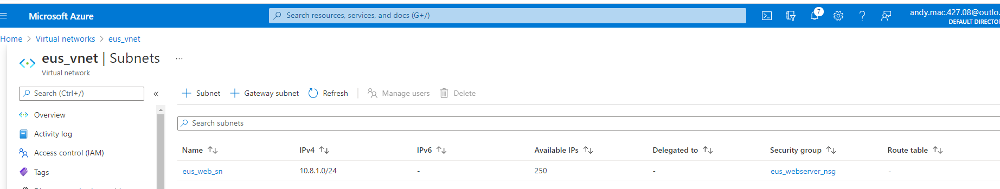 Microsoft Azure
Search resources, services, and docs (G+/)
7
andy.mac.427.08@outlo.
DEFAULT DIRECTOR
Home > Virtual networks > eus_vnet
eus_vnet | Subnets ...
Virtual network
Search (Ctrl+/) «
+ Subnet + Gateway subnet Refresh Manage users Delete
Overview
Activity log
Access control (IAM)
Tags
Search subnets
Name ↑↓ IPv4 ↑↓ IPv6 ↑↓ Available IPs ↑↓ Delegated to ↑↓ Security group ↑↓ Route table ↑↓
eus_web_sn 10.8.1.0/24 - 250 - eus_webserver_nsg -